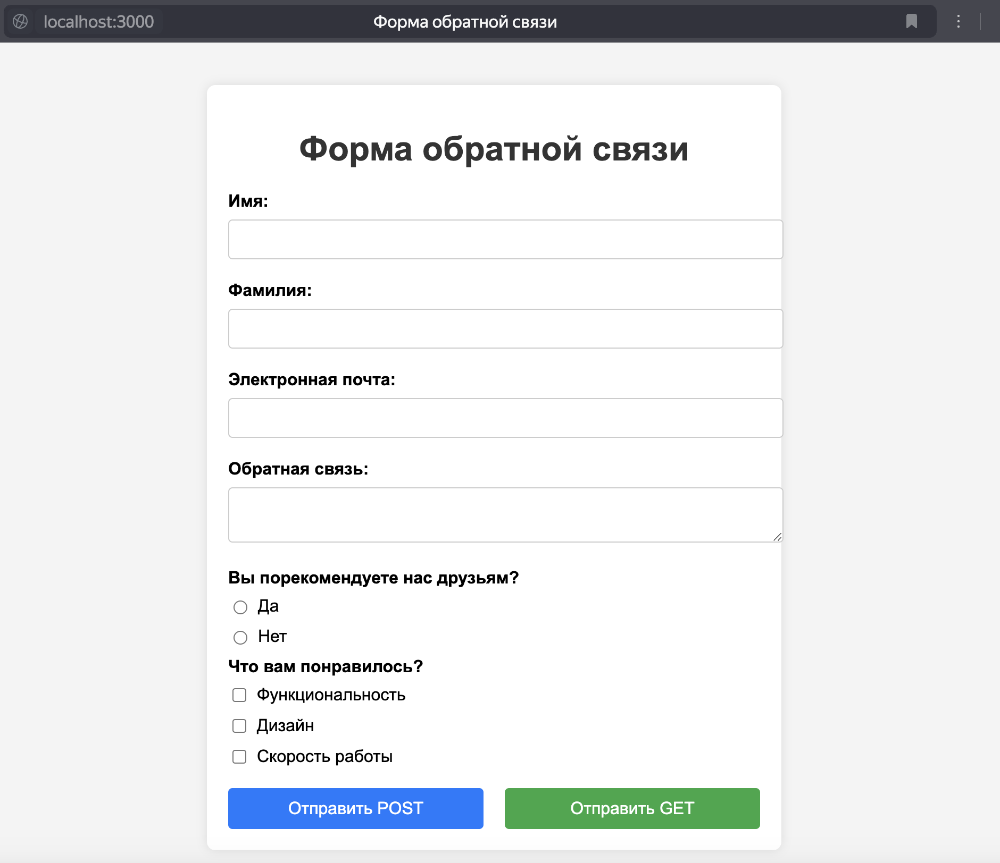 localhost:3000
Форма обратной связи
Форма обратной связи
Имя:
Фамилия:
Электронная почта:
Обратная связь:
Вы порекомендуете нас друзьям?
Да
Нет
Что вам понравилось?
Функциональность
Дизайн
Скорость работы
Отправить POST
Отправить GET